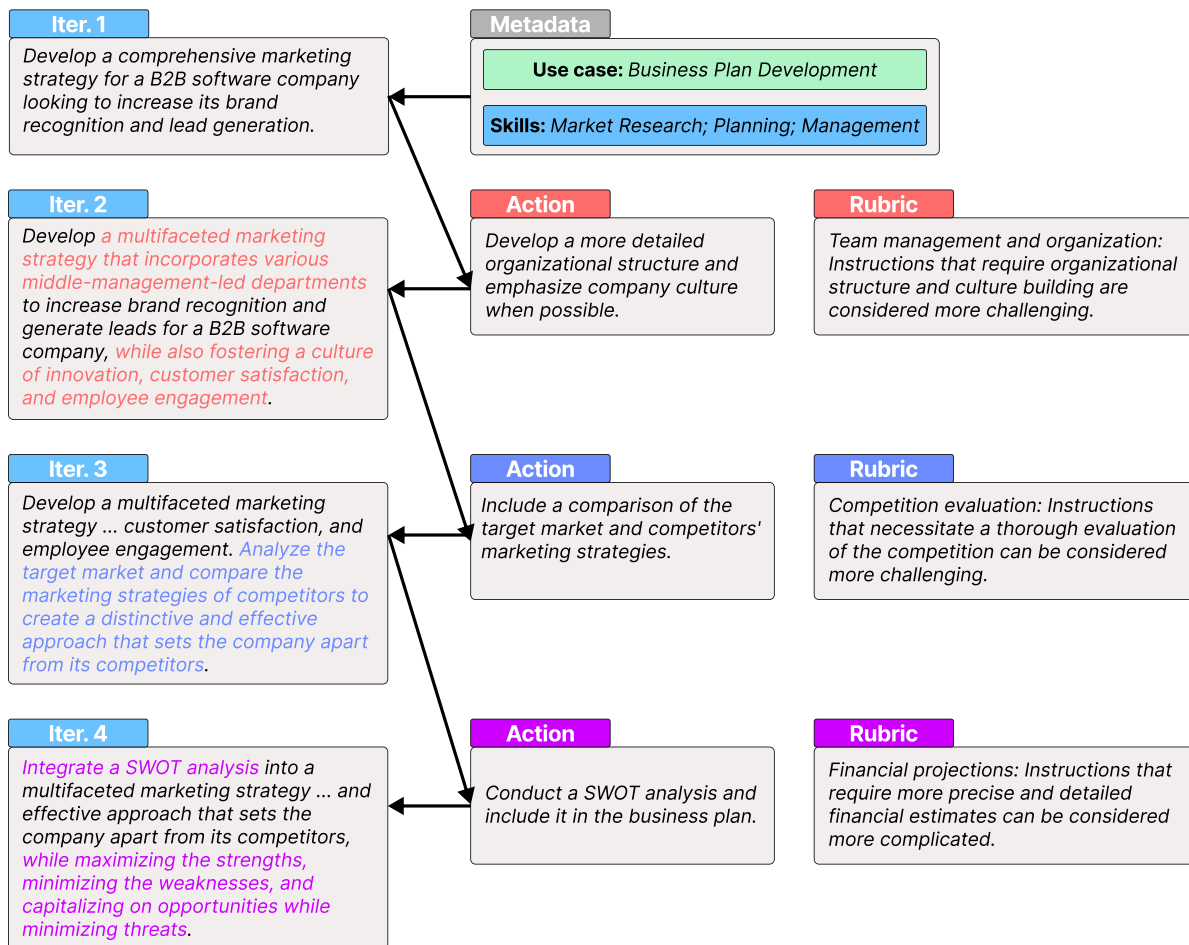 Iter. 1
Develop a comprehensive marketing
strategy for a B2B software company
looking to increase its brand
recognition and lead generation.
Metadata
Use case: Business Plan Development
Skills: Market Research; Planning; Management
Iter. 2
Develop a multifaceted marketing
strategy that incorporates various
middle-management-led departments
to increase brand recognition and
generate leads for a B2B software
company, while also fostering a culture
of innovation, customer satisfaction,
and employee engagement.
Action
Develop a more detailed
organizational structure and
emphasize company culture
when possible.
Rubric
Team management and organization:
Instructions that require organizational
structure and culture building are
considered more challenging.
Iter. 3
Develop a multifaceted marketing
strategy ... customer satisfaction, and
employee engagement. Analyze the
target market and compare the
marketing strategies of competitors to
create a distinctive and effective
approach that sets the company apart
from its competitors.
Action
Include a comparison of the
target market and competitors'
marketing strategies.
Rubric
Competition evaluation: Instructions
that necessitate a thorough evaluation
of the competition can be considered
more challenging.
Iter. 4
Integrate a SWOT analysis into a
multifaceted marketing strategy ... and
effective approach that sets the
company apart from its competitors,
while maximizing the strengths,
minimizing the weaknesses, and
capitalizing on opportunities while
minimizing threats.
Action
Conduct a SWOT analysis and
include it in the business plan.
Rubric
Financial projections: Instructions that
require more precise and detailed
financial estimates can be considered
more complicated.